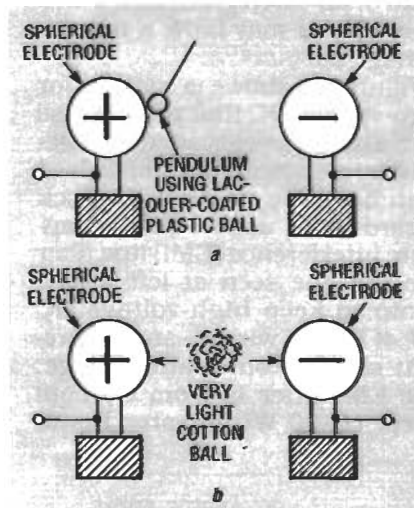 SPHERICAL
ELECTRODE
SPHERICAL
ELECTRODE
+
−
PENDULUM
USING LAC-
QUER-COATED
PLASTIC BALL
a
SPHERICAL
ELECTRODE
SPHERICAL
ELECTRODE
+
−
VERY
LIGHT
COTTON
BALL
b